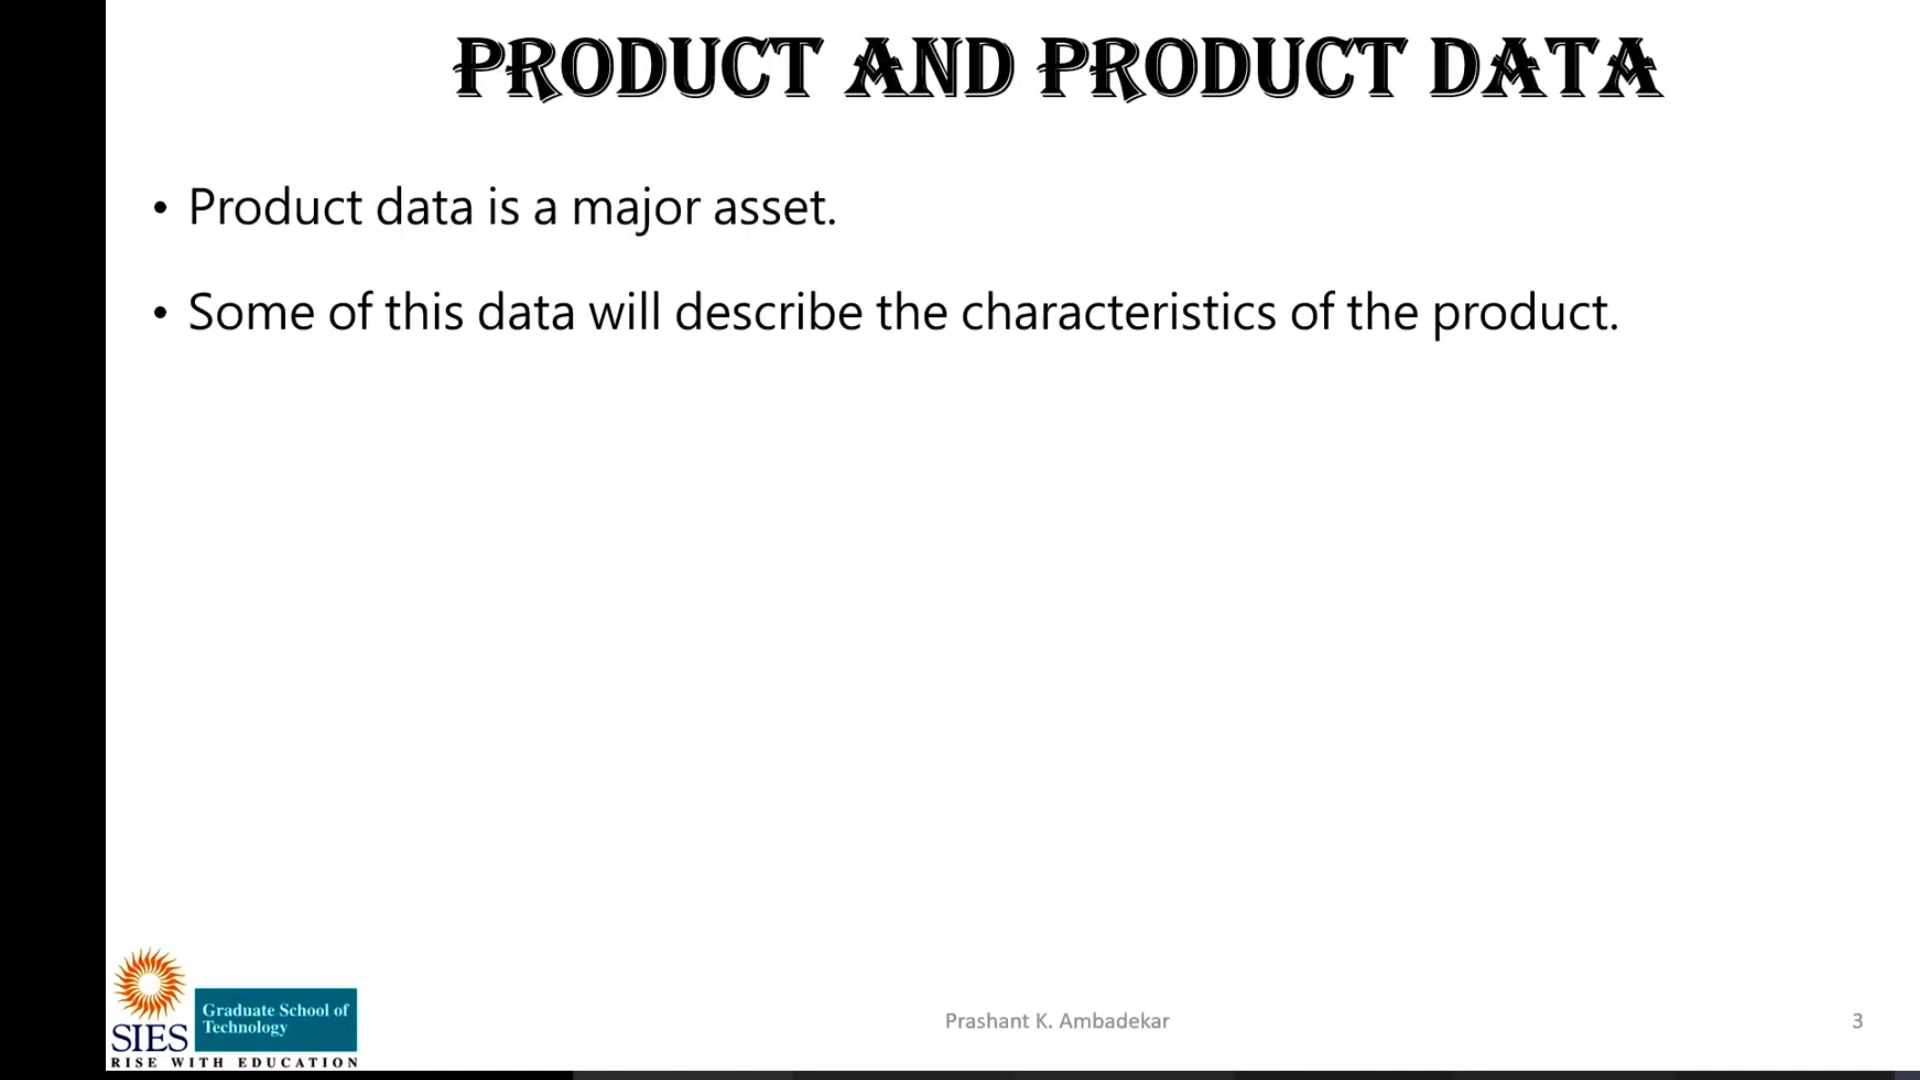 PRODUCT AND PRODUCT DATA
• Product data is a major asset.
• Some of this data will describe the characteristics of the product.
SIES
Graduate School of
Technology
RISE WITH EDUCATION
Prashant K. Ambadekar
3